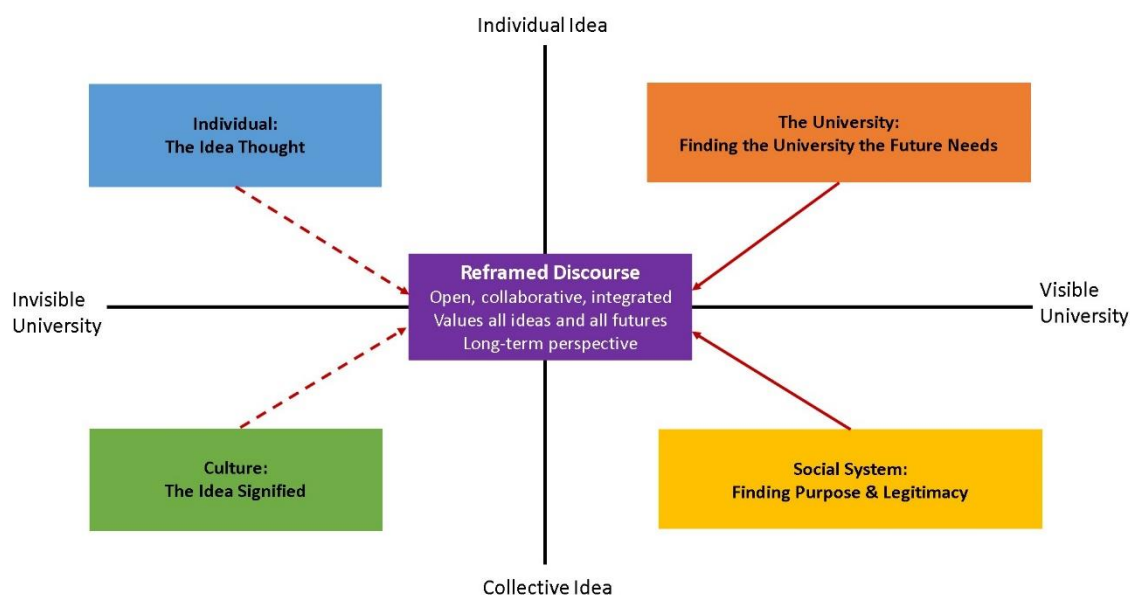 Individual Idea
Individual:
The Idea Thought
The University:
Finding the University the Future Needs
Reframed Discourse
Open, collaborative, integrated
Values all ideas and all futures
Long-term perspective
Invisible
University
Visible
University
Culture:
The Idea Signified
Social System:
Finding Purpose & Legitimacy
Collective Idea